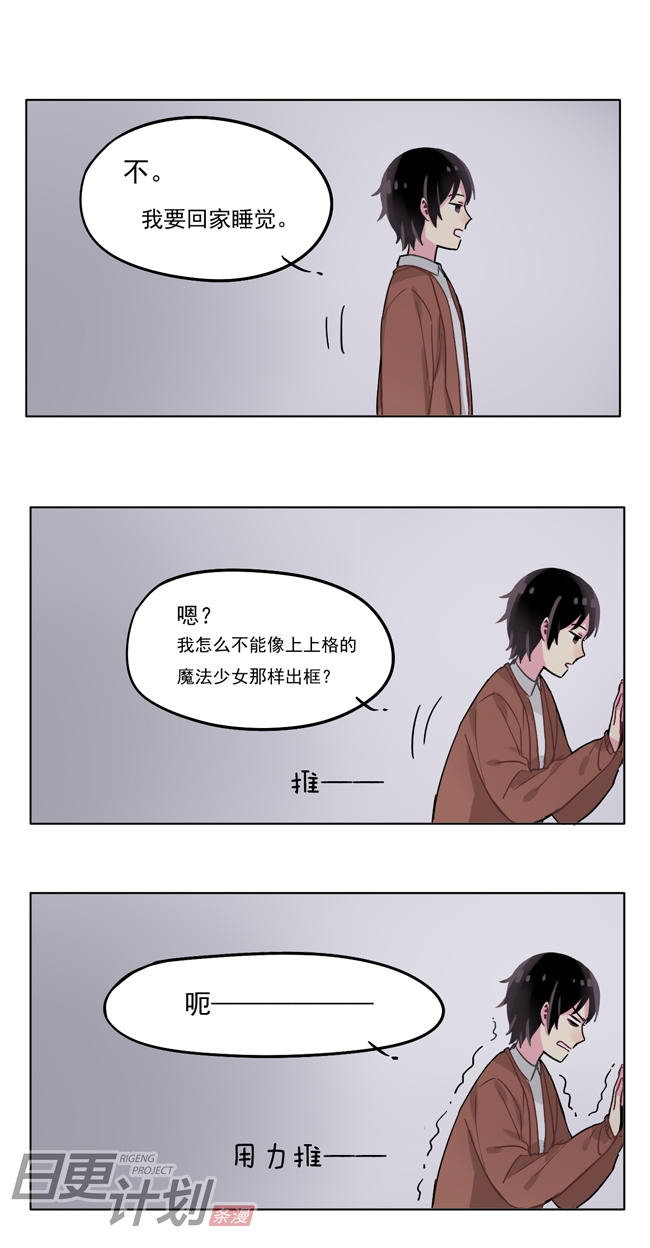 不。
我要回家睡觉。
嗯？
我怎么不能像上上格的
魔法少女那样出框？
推——
呃————
用力推——
日更计划
RIGENG
PROJECT
条漫